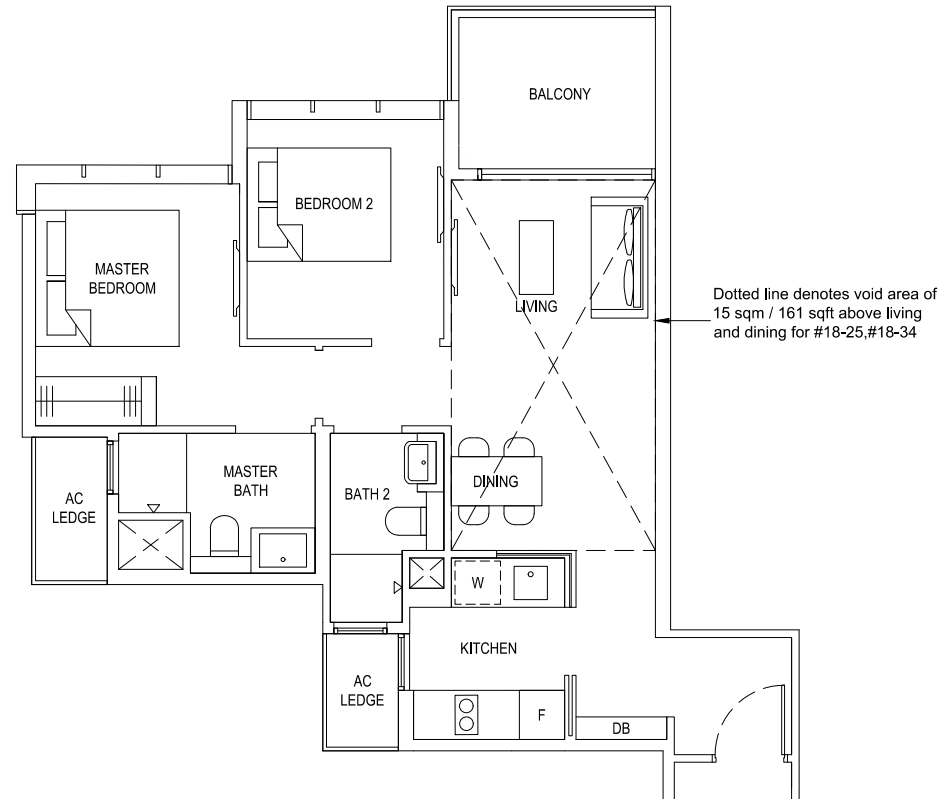 BALCONY
BEDROOM 2
MASTER
BEDROOM
LIVING
Dotted line denotes void area of
15 sqm / 161 sqft above living
and dining for #18-25,#18-34
MASTER
BATH
BATH 2
DINING
AC
LEDGE
W
KITCHEN
AC
LEDGE
F
DB